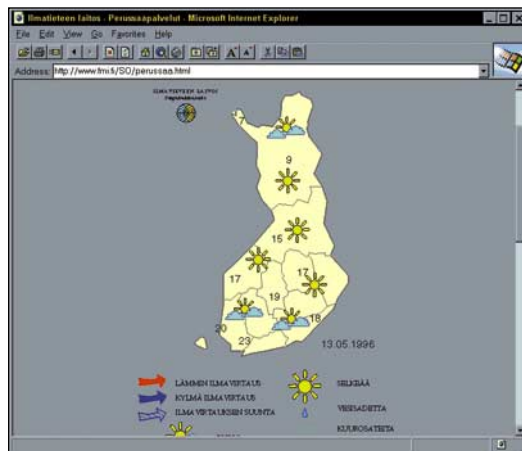 Ilmatieteen laitos - Perussääpalvelut - Microsoft Internet Explorer
File Edit View Go Favorites Help
Address: http://www.fmi.fi/SO/perussaa.html
ILMATIETEEN LAITOS
7
9
15
17
17
19
20
18
23
13.05.1996
LÄMMIN ILMAVIRTAUS
KYLMÄ ILMAVIRTAUS
ILMAVIRTAUKSEN SUUNTA
SELKEÄÄ
VESISADETTA
KUUROSATEITA